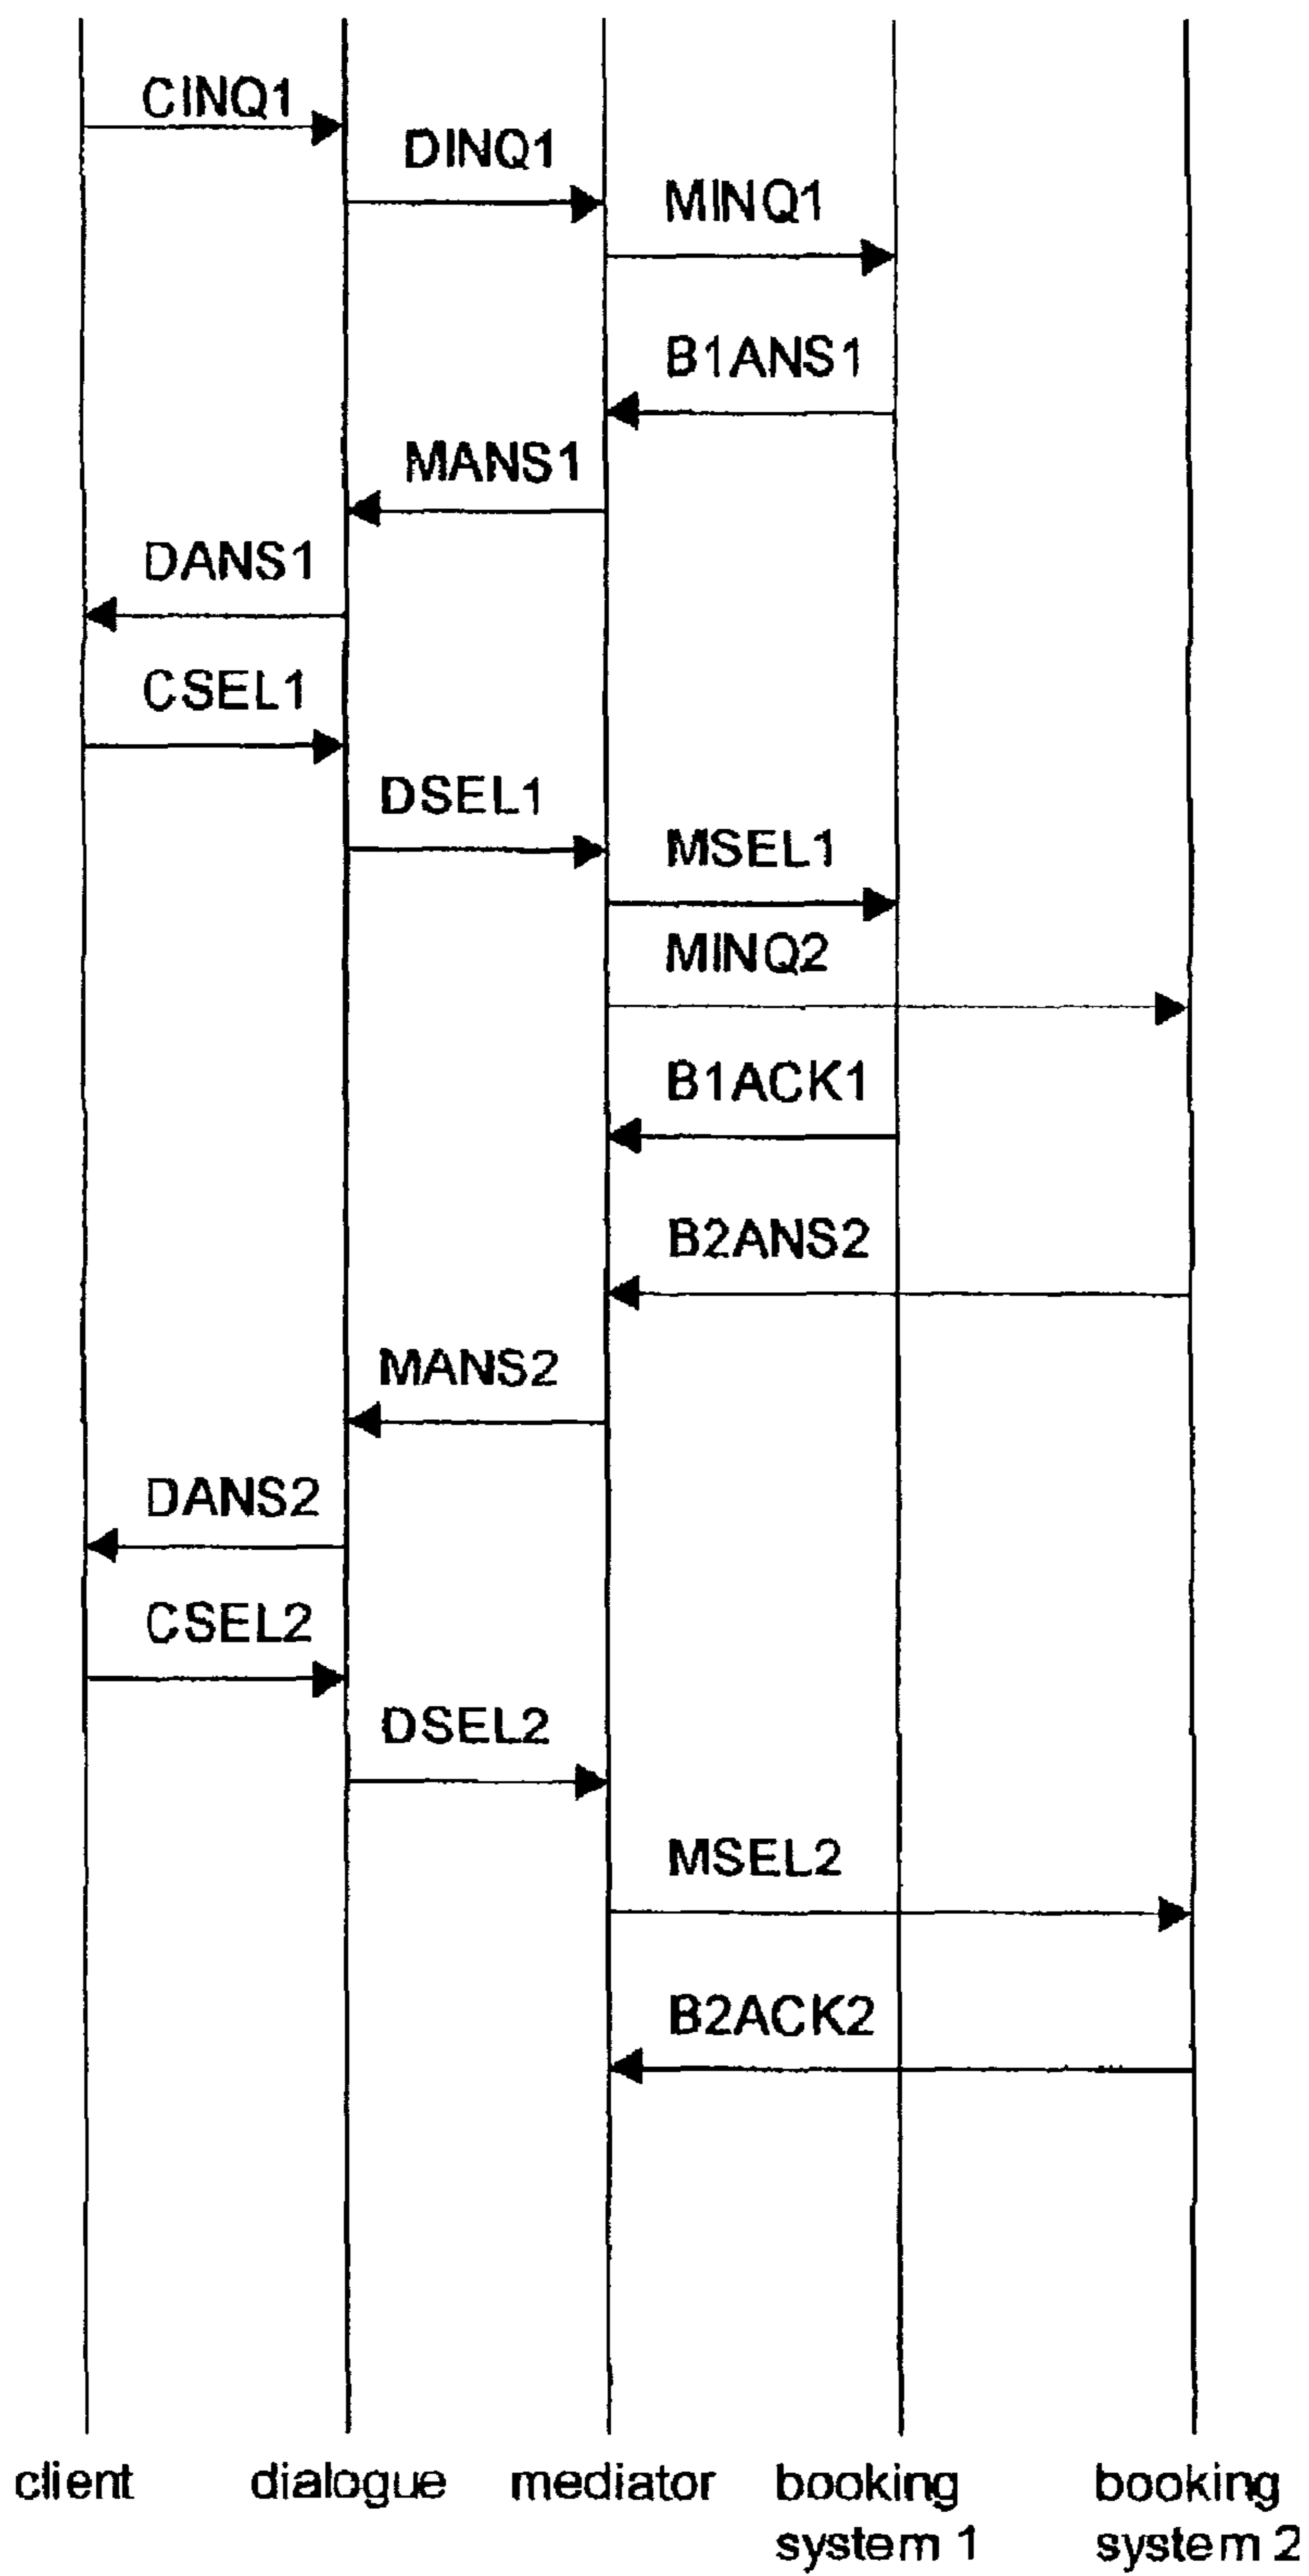 CINQ1
DINQ1
MINQ1
B1ANS1
MANS1
DANS1
CSEL1
DSEL1
MSEL1
MINQ2
B1ACK1
B2ANS2
MANS2
DANS2
CSEL2
DSEL2
MSEL2
B2ACK2
client dialogue mediator booking booking
system 1 system 2